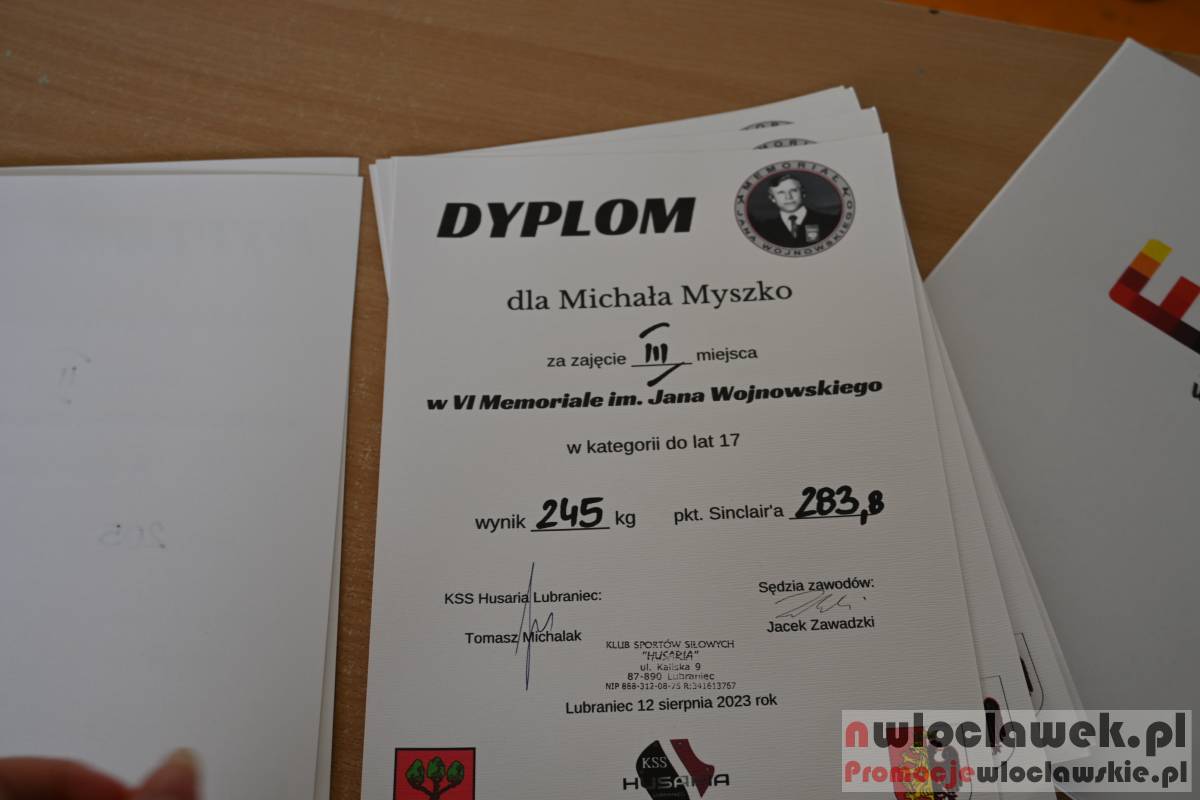 DYPLOM
MEMORIAŁ
JANA WOJNOWSKIEGO
dla Michała Myszko
za zajęcie III miejsca
w VI Memoriale im. Jana Wojnowskiego
w kategorii do lat 17
wynik 245 kg pkt. Sinclair'a 283,8
KSS Husaria Lubraniec:
Sędzia zawodów:
Tomasz Michalak
Jacek Zawadzki
KLUB SPORTÓW SIŁOWYCH
"HUSARIA"
ul. Kaliska 9
87-890 Lubraniec
Lubraniec 12 sierpnia 2023 rok
KSS
HUSARIA
nwloclawek.pl
Promocjewloclawskie.pl